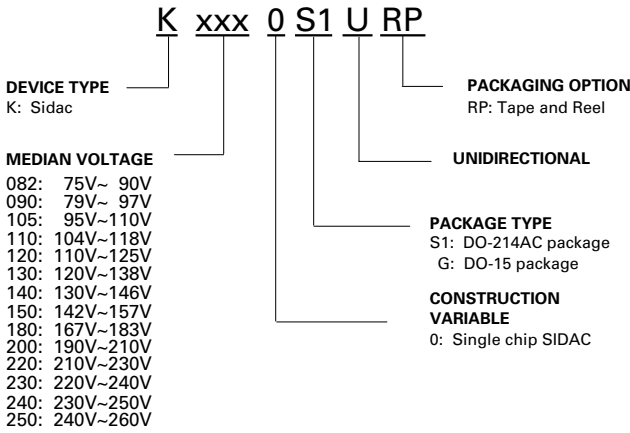 K xxx 0 S1 U RP
DEVICE TYPE
K: Sidac
MEDIAN VOLTAGE
082: 75V~ 90V
090: 79V~ 97V
105: 95V~110V
110: 104V~118V
120: 110V~125V
130: 120V~138V
140: 130V~146V
150: 142V~157V
180: 167V~183V
200: 190V~210V
220: 210V~230V
230: 220V~240V
240: 230V~250V
250: 240V~260V
PACKAGING OPTION
RP: Tape and Reel
UNIDIRECTIONAL
PACKAGE TYPE
S1: DO-214AC package
G: DO-15 package
CONSTRUCTION
VARIABLE
0: Single chip SIDAC